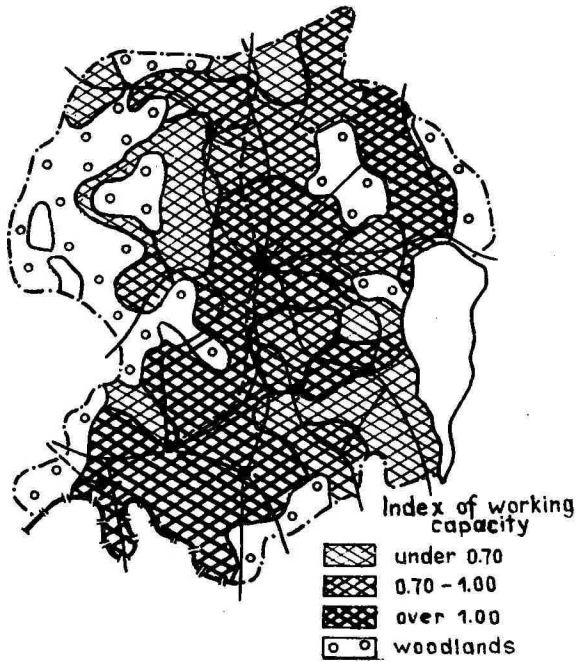 Index of working
capacity
under 0.70
0.70 - 1.00
over 1.00
woodlands